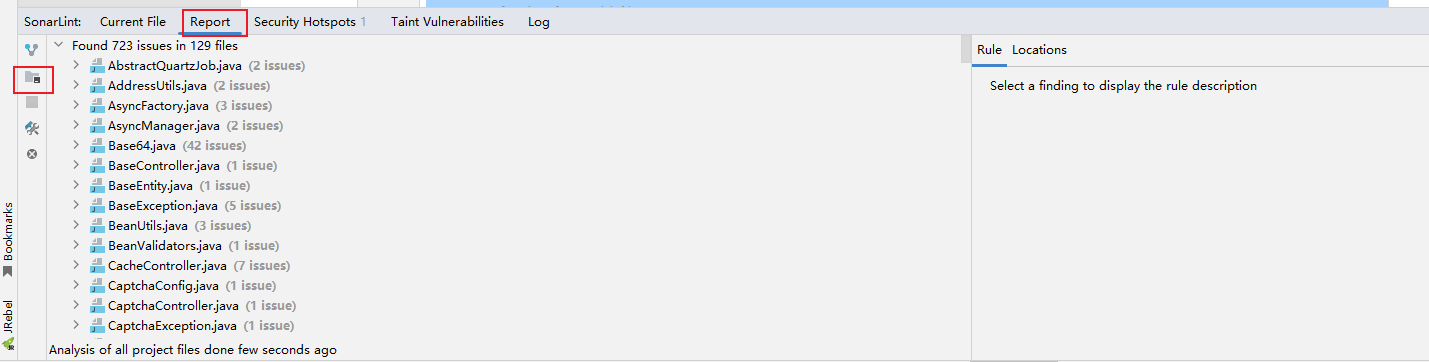 SonarLint: Current File Report Security Hotspots 1 Taint Vulnerabilities Log
Found 723 issues in 129 files
AbstractQuartzJob.java (2 issues)
AddressUtils.java (2 issues)
AsyncFactory.java (3 issues)
AsyncManager.java (2 issues)
Base64.java (42 issues)
BaseController.java (1 issue)
BaseEntity.java (1 issue)
BaseException.java (5 issues)
BeanUtils.java (3 issues)
BeanValidators.java (1 issue)
CacheController.java (7 issues)
CaptchaConfig.java (1 issue)
CaptchaController.java (1 issue)
CaptchaException.java (1 issue)
Analysis of all project files done few seconds ago
Rule Locations
Select a finding to display the rule description
Bookmarks
JRebel